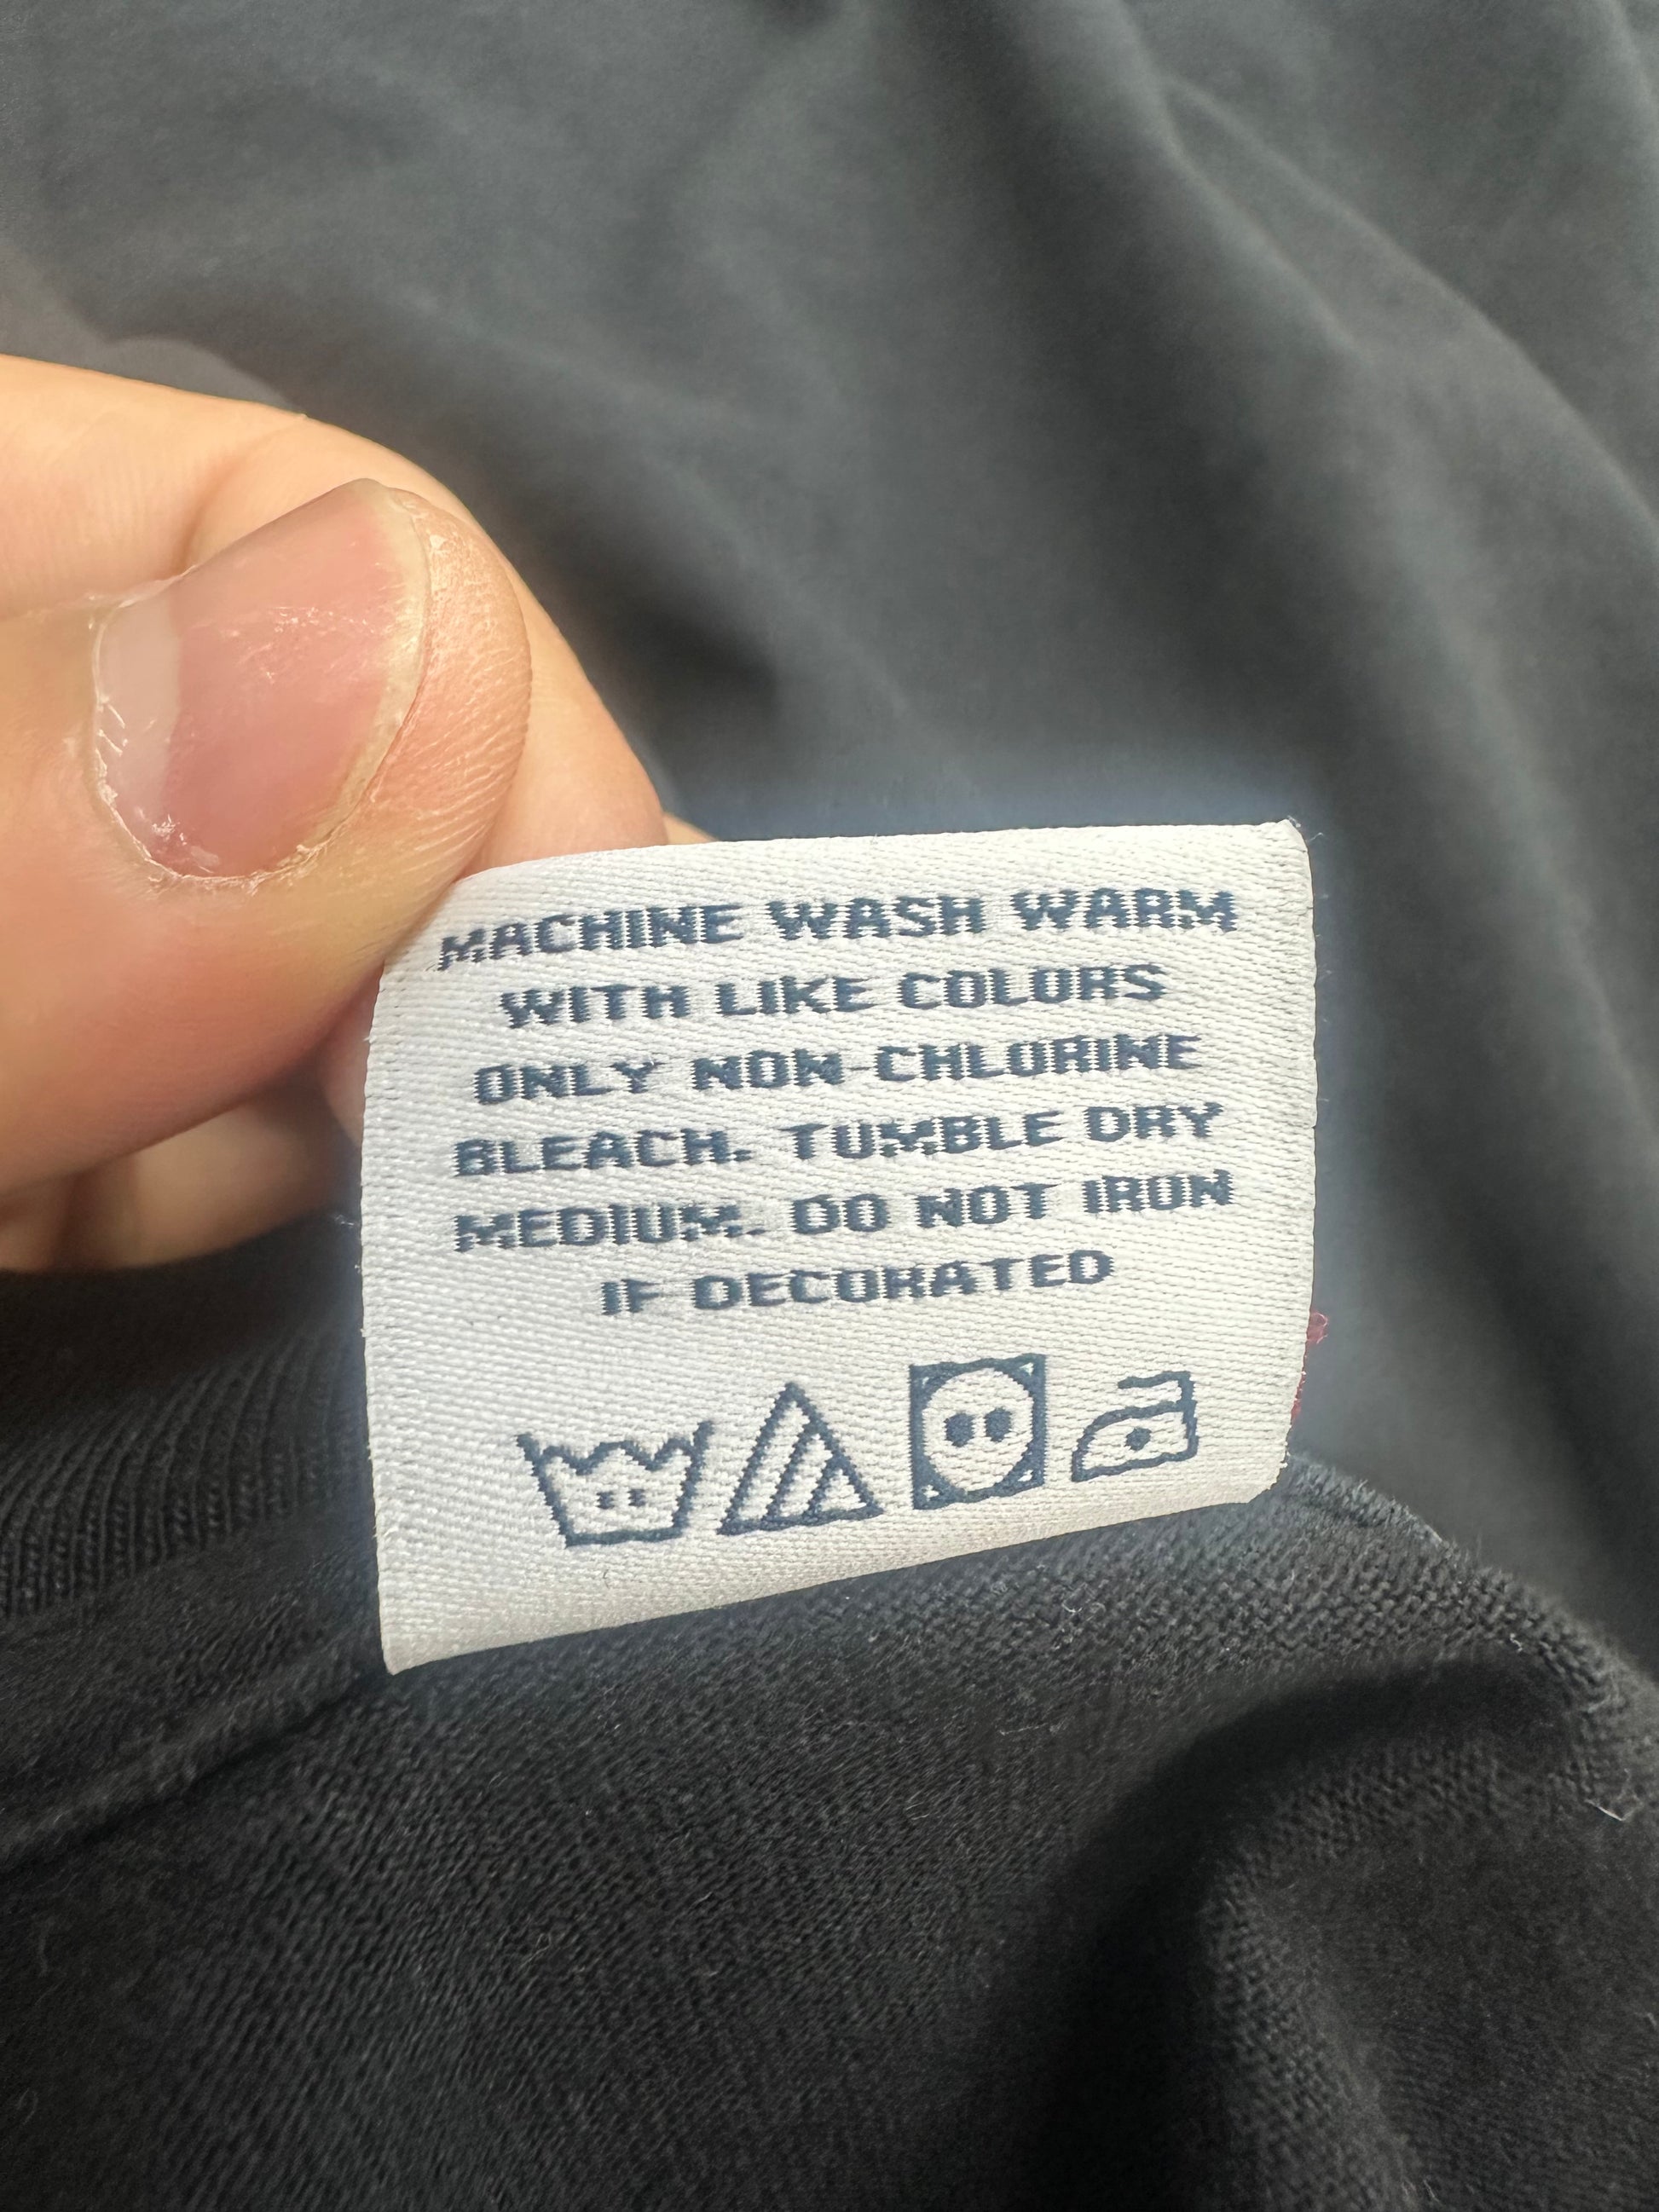 MACHINE WASH WARM
WITH LIKE COLORS
ONLY NON-CHLORINE
BLEACH. TUMBLE DRY
MEDIUM. DO NOT IRON
IF DECORATED